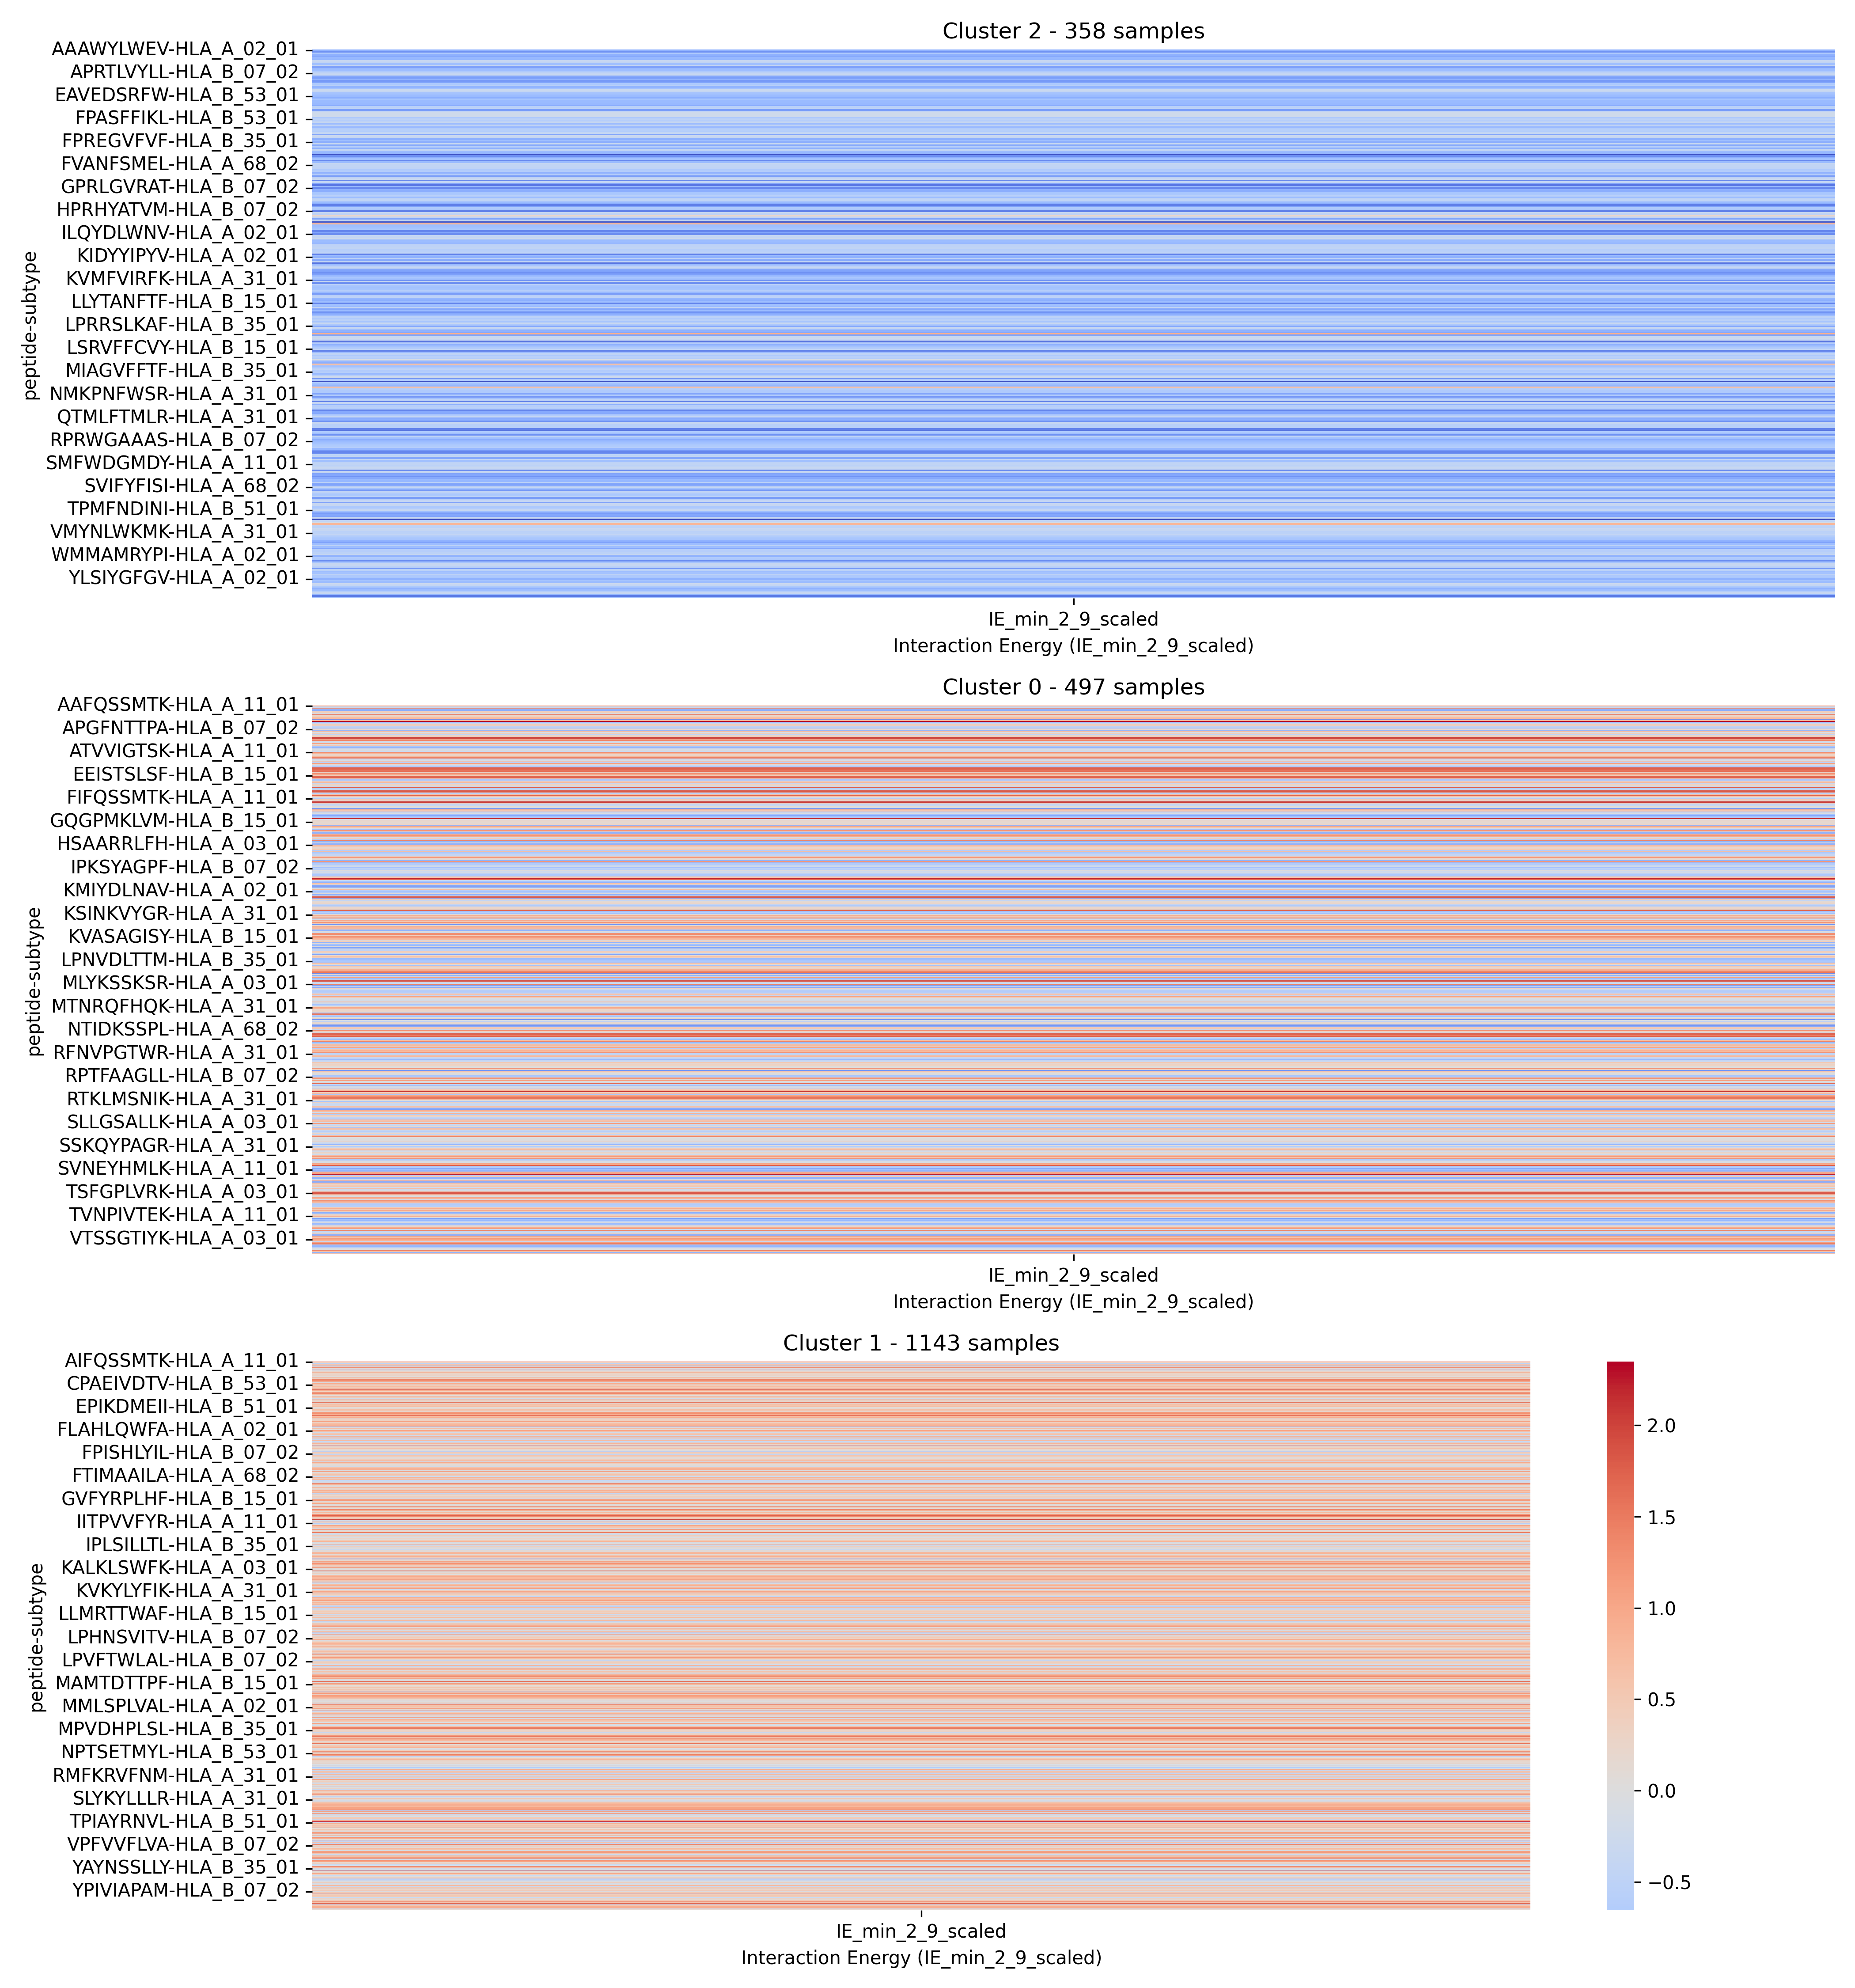 Cluster 2 - 358 samples
AAAWYLWEV-HLA_A_02_01
APRTLVYLL-HLA_B_07_02
EAVEDSRFW-HLA_B_53_01
FPASFFIKL-HLA_B_53_01
FPREGVFVF-HLA_B_35_01
FVANFSMEL-HLA_A_68_02
GPRLGVRAT-HLA_B_07_02
HPRHYATVM-HLA_B_07_02
ILQYDLWNV-HLA_A_02_01
KIDYYIPYV-HLA_A_02_01
KVMFVIRFK-HLA_A_31_01
LLYTANFTF-HLA_B_15_01
LPRRSLKAF-HLA_B_35_01
LSRVFFCVY-HLA_B_15_01
MIAGVFFTF-HLA_B_35_01
NMKPNFWSR-HLA_A_31_01
QTMLFTMLR-HLA_A_31_01
RPRWGAAAS-HLA_B_07_02
SMFWDGMDY-HLA_A_11_01
SVIFYFISI-HLA_A_68_02
TPMFNDINI-HLA_B_51_01
VMYNLWKMK-HLA_A_31_01
WMMAMRYPI-HLA_A_02_01
YLSIYGFGV-HLA_A_02_01
peptide-subtype
IE_min_2_9_scaled
Interaction Energy (IE_min_2_9_scaled)
Cluster 0 - 497 samples
AAFQSSMTK-HLA_A_11_01
APGFNTTPA-HLA_B_07_02
ATVVIGTSK-HLA_A_11_01
EEISTSLSF-HLA_B_15_01
FIFQSSMTK-HLA_A_11_01
GQGPMKLVM-HLA_B_15_01
HSAARRLFH-HLA_A_03_01
IPKSYAGPF-HLA_B_07_02
KMIYDLNAV-HLA_A_02_01
KSINKVYGR-HLA_A_31_01
KVASAGISY-HLA_B_15_01
LPNVDLTTM-HLA_B_35_01
MLYKSSKSR-HLA_A_03_01
MTNRQFHQK-HLA_A_31_01
NTIDKSSPL-HLA_A_68_02
RFNVPGTWR-HLA_A_31_01
RPTFAAGLL-HLA_B_07_02
RTKLMSNIK-HLA_A_31_01
SLLGSALLK-HLA_A_03_01
SSKQYPAGR-HLA_A_31_01
SVNEYHMLK-HLA_A_11_01
TSFGPLVRK-HLA_A_03_01
TVNPIVTEK-HLA_A_11_01
VTSSGTIYK-HLA_A_03_01
peptide-subtype
IE_min_2_9_scaled
Interaction Energy (IE_min_2_9_scaled)
Cluster 1 - 1143 samples
AIFQSSMTK-HLA_A_11_01
CPAEIVDTV-HLA_B_53_01
EPIKDMEII-HLA_B_51_01
FLAHLQWFA-HLA_A_02_01
FPISHLYIL-HLA_B_07_02
FTIMAAILA-HLA_A_68_02
GVFYRPLHF-HLA_B_15_01
IITPVVFYR-HLA_A_11_01
IPLSILLTL-HLA_B_35_01
KALKLSWFK-HLA_A_03_01
KVKYLYFIK-HLA_A_31_01
LLMRTTWAF-HLA_B_15_01
LPHNSVITV-HLA_B_07_02
LPVFTWLAL-HLA_B_07_02
MAMTDTTPF-HLA_B_15_01
MMLSPLVAL-HLA_A_02_01
MPVDHPLSL-HLA_B_35_01
NPTSETMYL-HLA_B_53_01
RMFKRVFNM-HLA_A_31_01
SLYKYLLLR-HLA_A_31_01
TPIAYRNVL-HLA_B_51_01
VPFVVFLVA-HLA_B_07_02
YAYNSSLLY-HLA_B_35_01
YPIVIAPAM-HLA_B_07_02
peptide-subtype
IE_min_2_9_scaled
Interaction Energy (IE_min_2_9_scaled)
2.0
1.5
1.0
0.5
0.0
−0.5